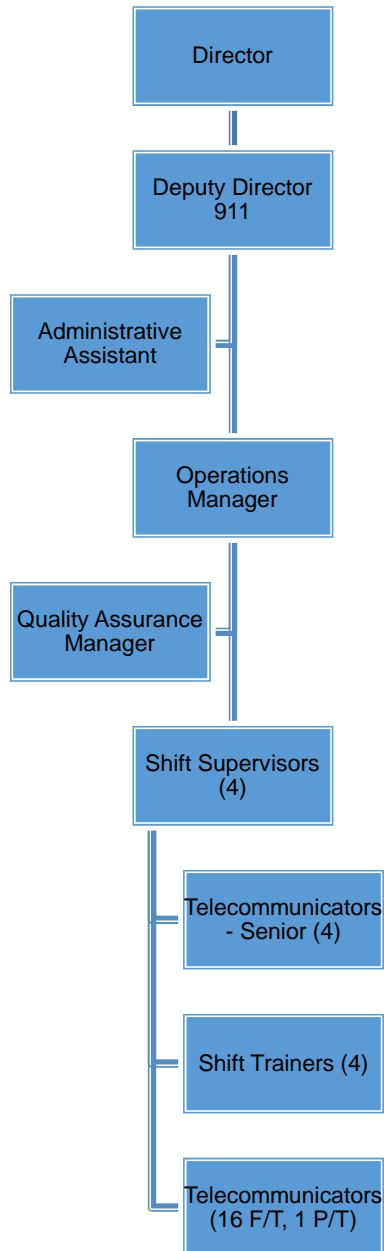 Director
Deputy Director
911
Administrative
Assistant
Operations
Manager
Quality Assurance
Manager
Shift Supervisors
(4)
Telecommunicators
- Senior (4)
Shift Trainers (4)
Telecommunicators
(16 F/T, 1 P/T)